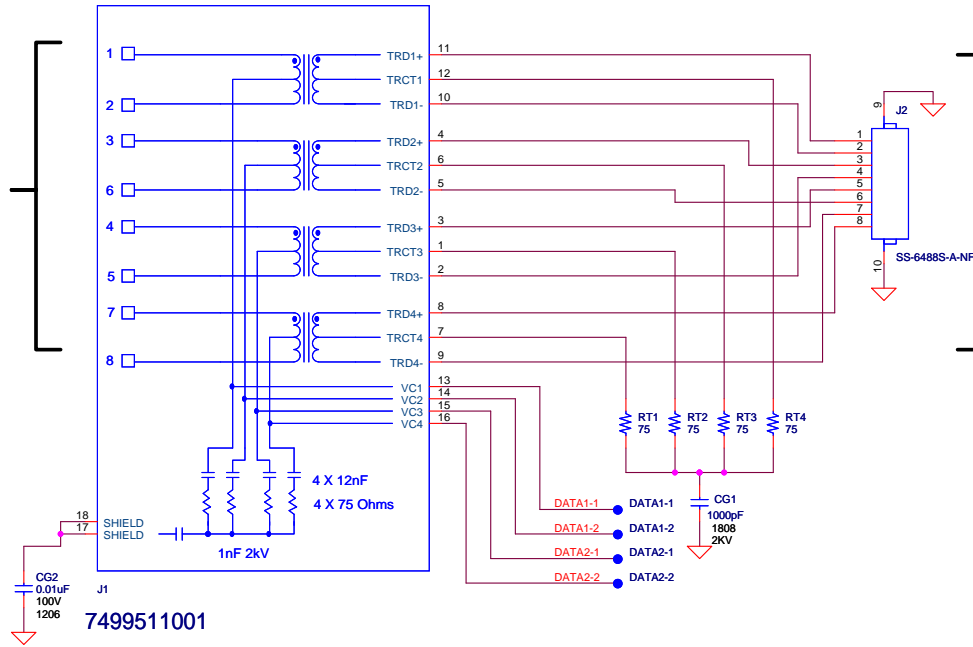 1
2
3
6
4
5
7
8
TRD1+ 11
TRCT1 12
TRD1- 10
TRD2+ 4
TRCT2 6
TRD2- 5
TRD3+ 3
TRCT3 1
TRD3- 2
TRD4+ 8
TRCT4 7
TRD4- 9
VC1 13
VC2 14
VC3 15
VC4 16
4 X 12nF
4 X 75 Ohms
1nF 2kV
18 SHIELD
17 SHIELD
CG2
0.01uF
100V
1206
J1
7499511001
9
J2
1
2
3
4
5
6
7
8
10
SS-6488S-A-NF
RT1
75
RT2
75
RT3
75
RT4
75
CG1
1000pF
1808
2KV
DATA1-1 DATA1-1
DATA1-2 DATA1-2
DATA2-1 DATA2-1
DATA2-2 DATA2-2